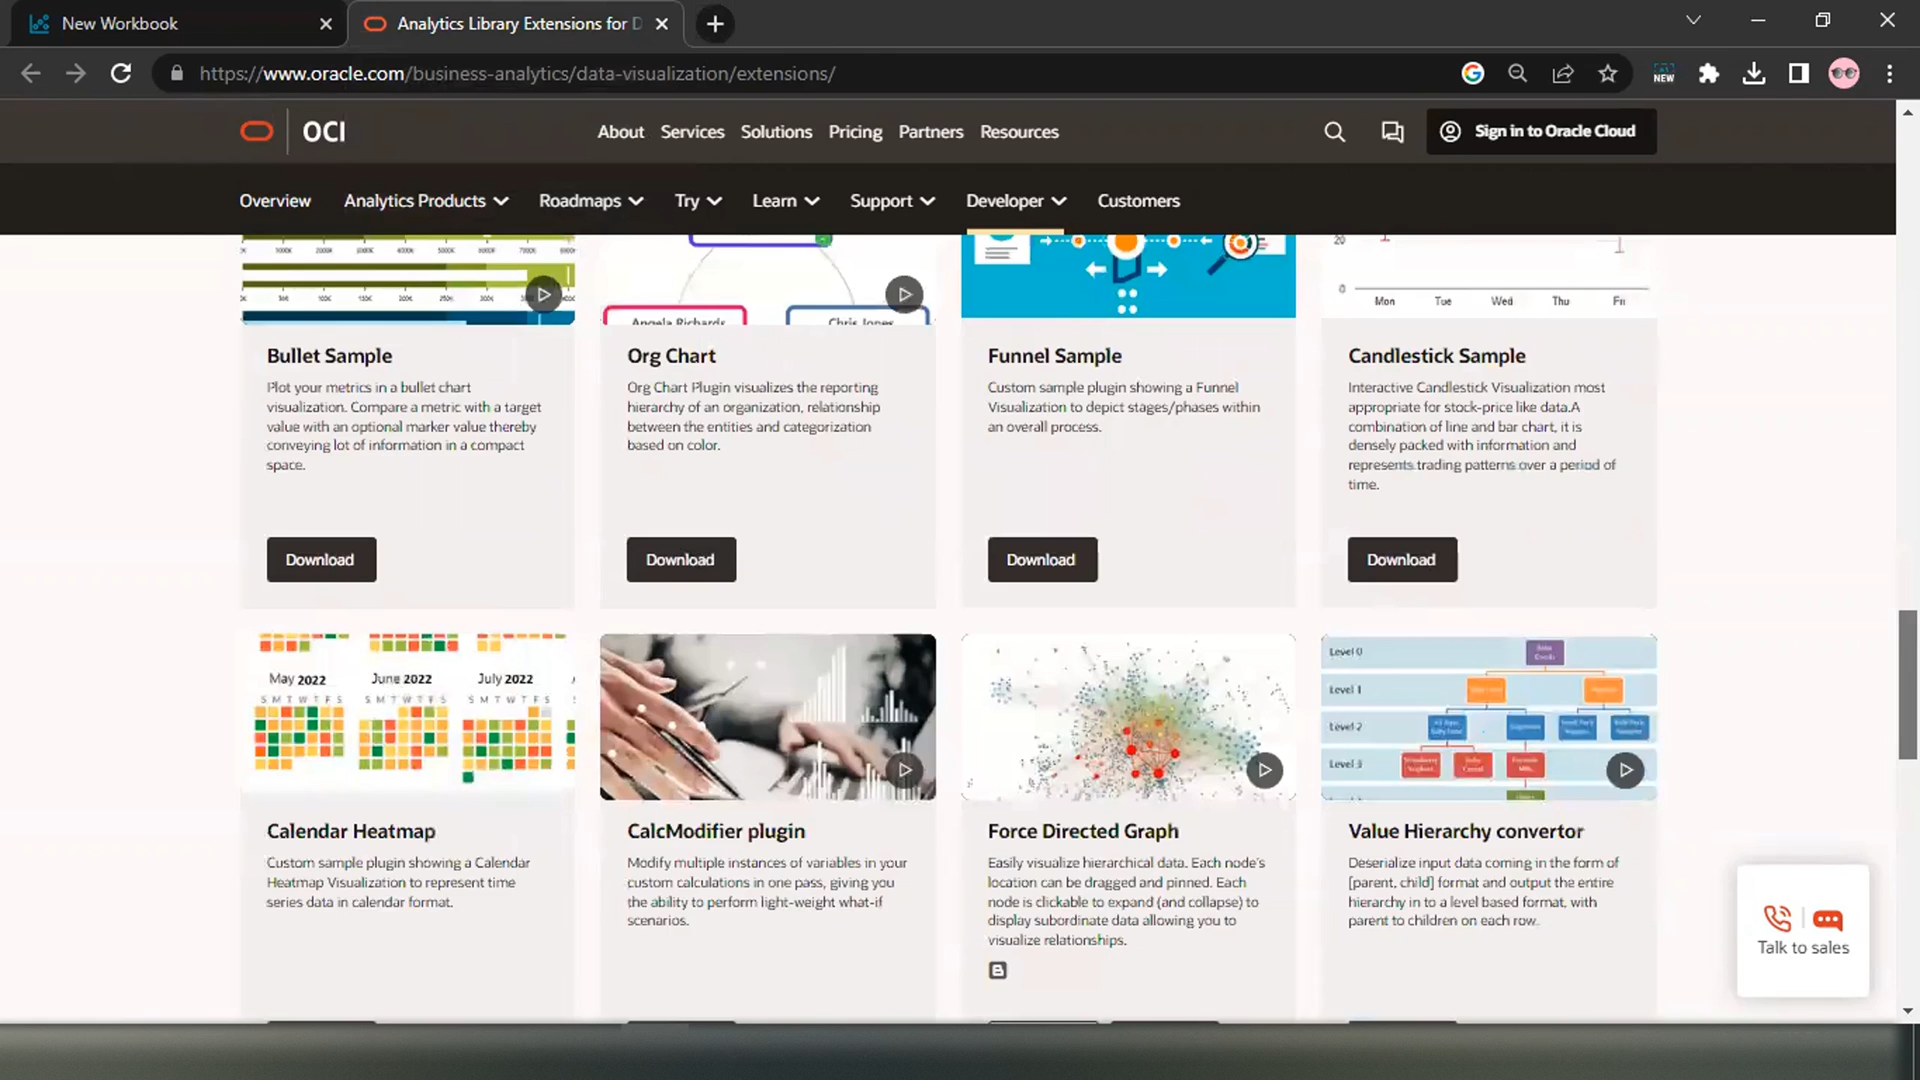 New Workbook
Analytics Library Extensions for D
https://www.oracle.com/business-analytics/data-visualization/extensions/
NEW
OCI
About Services Solutions Pricing Partners Resources
Sign in to Oracle Cloud
Overview Analytics Products Roadmaps Try Learn Support Developer Customers
Angela Richards
Chris Jones
20
0
Mon Tue Wed Thu Fri
Bullet Sample
Plot your metrics in a bullet chart
visualization. Compare a metric with a target
value with an optional marker value thereby
conveying lot of information in a compact
space.
Download
Org Chart
Org Chart Plugin visualizes the reporting
hierarchy of an organization, relationship
between the entities and categorization
based on color.
Download
Funnel Sample
Custom sample plugin showing a Funnel
Visualization to depict stages/phases within
an overall process.
Download
Candlestick Sample
Interactive Candlestick Visualization most
appropriate for stock-price like data.A
combination of line and bar chart, it is
densely packed with information and
represents trading patterns over a period of
time.
Download
May 2022 June 2022 July 2022
S M T W T F S S M T W T F S S M T W T F S
Calendar Heatmap
Custom sample plugin showing a Calendar
Heatmap Visualization to represent time
series data in calendar format.
CalcModifier plugin
Modify multiple instances of variables in your
custom calculations in one pass, giving you
the ability to perform light-weight what-if
scenarios.
Force Directed Graph
Easily visualize hierarchical data. Each node's
location can be dragged and pinned. Each
node is clickable to expand (and collapse) to
display subordinate data allowing you to
visualize relationships.
Level 0
Level 1
Level 2
Level 3
Value Hierarchy convertor
Deserialize input data coming in the form of
[parent, child] format and output the entire
hierarchy in to a level based format, with
parent to children on each row.
Talk to sales